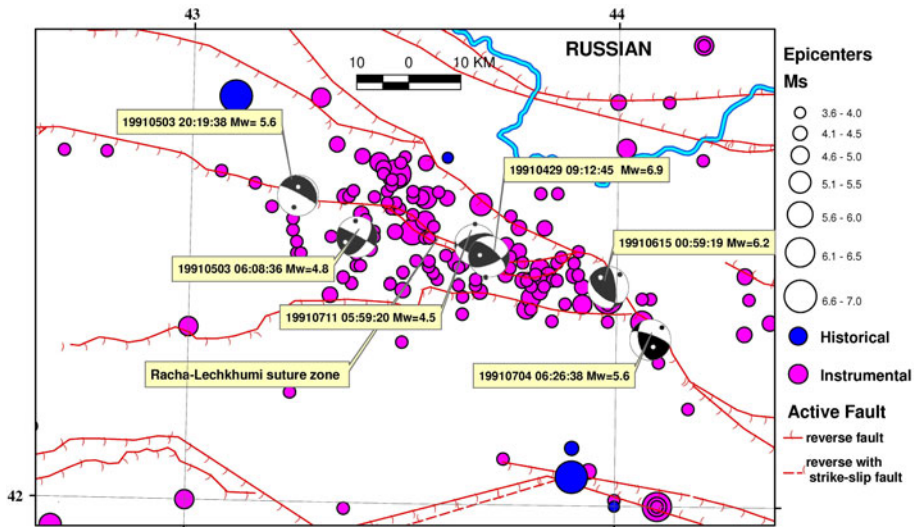 43
44
RUSSIAN
10 0 10 KM
19910503 20:19:38 Mw= 5.6
19910429 09:12:45 Mw=6.9
19910615 00:59:19 Mw=6.2
19910503 06:08:36 Mw=4.8
19910711 05:59:20 Mw=4.5
Racha-Lechkhumi suture zone
19910704 06:26:38 Mw=5.6
42
Epicenters
Ms
3.6 - 4.0
4.1 - 4.5
4.6 - 5.0
5.1 - 5.5
5.6 - 6.0
6.1 - 6.5
6.6 - 7.0
Historical
Instrumental
Active Fault
reverse fault
reverse with
strike-slip fault